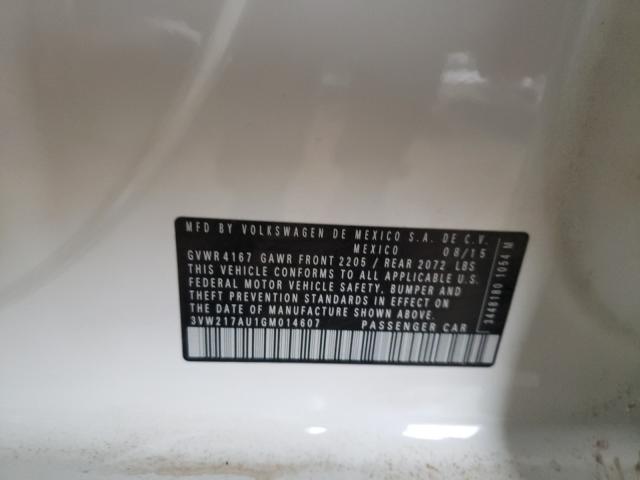 MFD BY VOLKSWAGEN DE MEXICO S.A. DE C.V.
MEXICO 08/15
GVWR 4167 GAWR FRONT 2205 / REAR 2072 LBS
THIS VEHICLE CONFORMS TO ALL APPLICABLE U.S.
FEDERAL MOTOR VEHICLE SAFETY, BUMPER AND
THEFT PREVENTION STANDARDS IN EFFECT ON
THE DATE OF MANUFACTURE SHOWN ABOVE.
3VW217AU1GM014607 PASSENGER CAR
3448180 1054 M